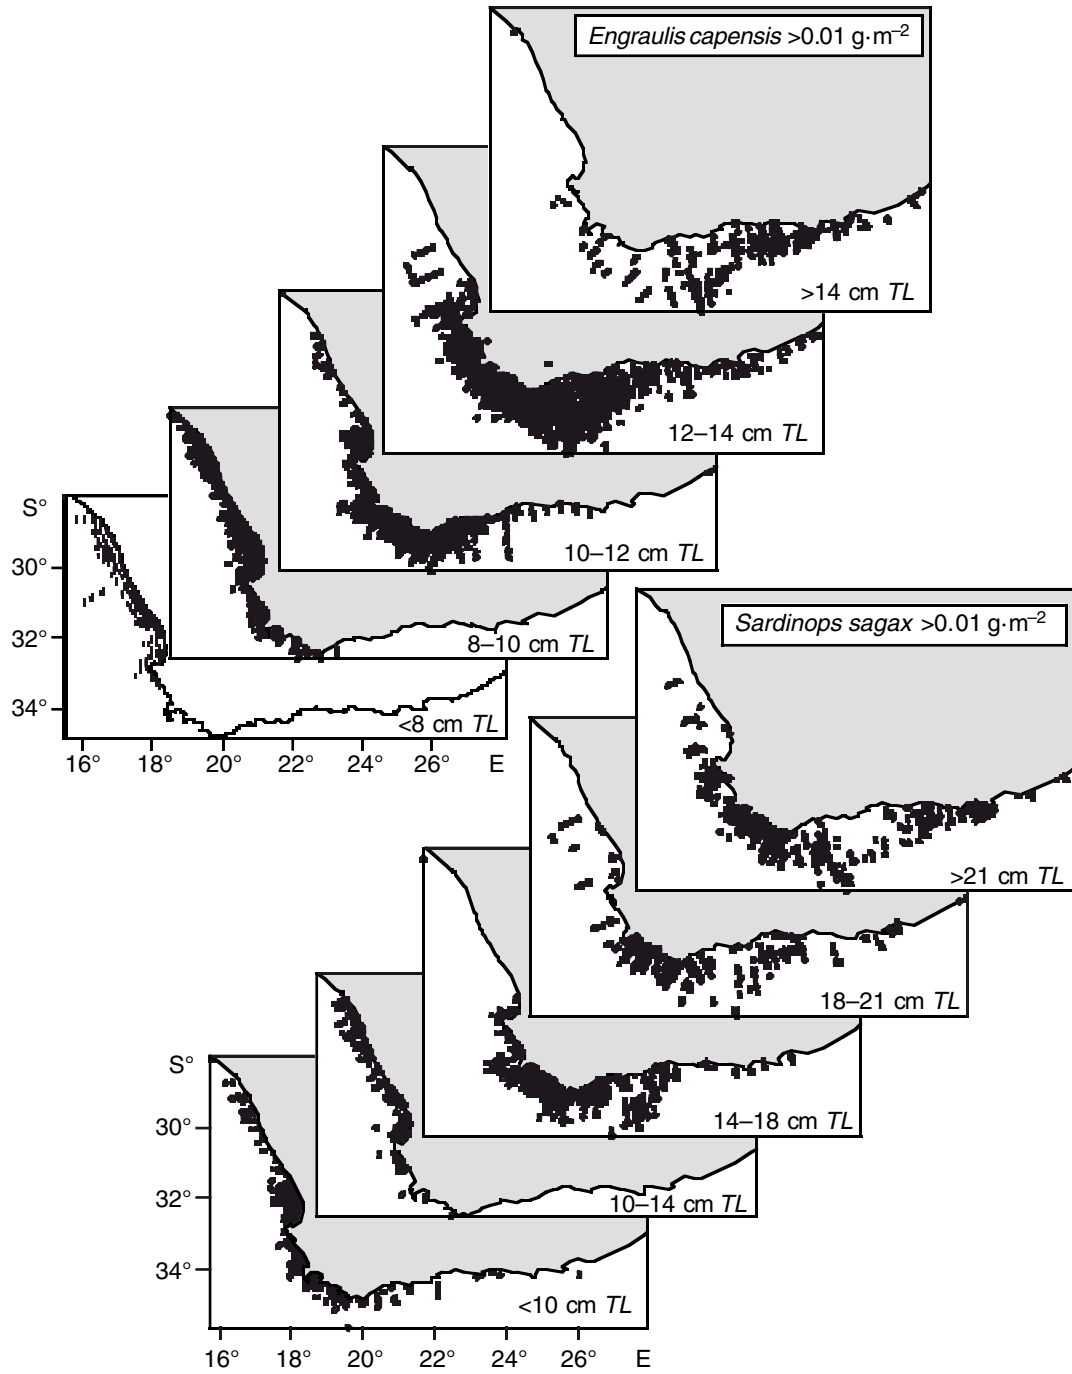 Engraulis capensis >0.01 g·m–2
>14 cm TL
12–14 cm TL
10–12 cm TL
8–10 cm TL
<8 cm TL
S°
30°
32°
34°
16° 18° 20° 22° 24° 26° E
Sardinops sagax >0.01 g·m–2
>21 cm TL
18–21 cm TL
14–18 cm TL
10–14 cm TL
<10 cm TL
S°
30°
32°
34°
16° 18° 20° 22° 24° 26° E